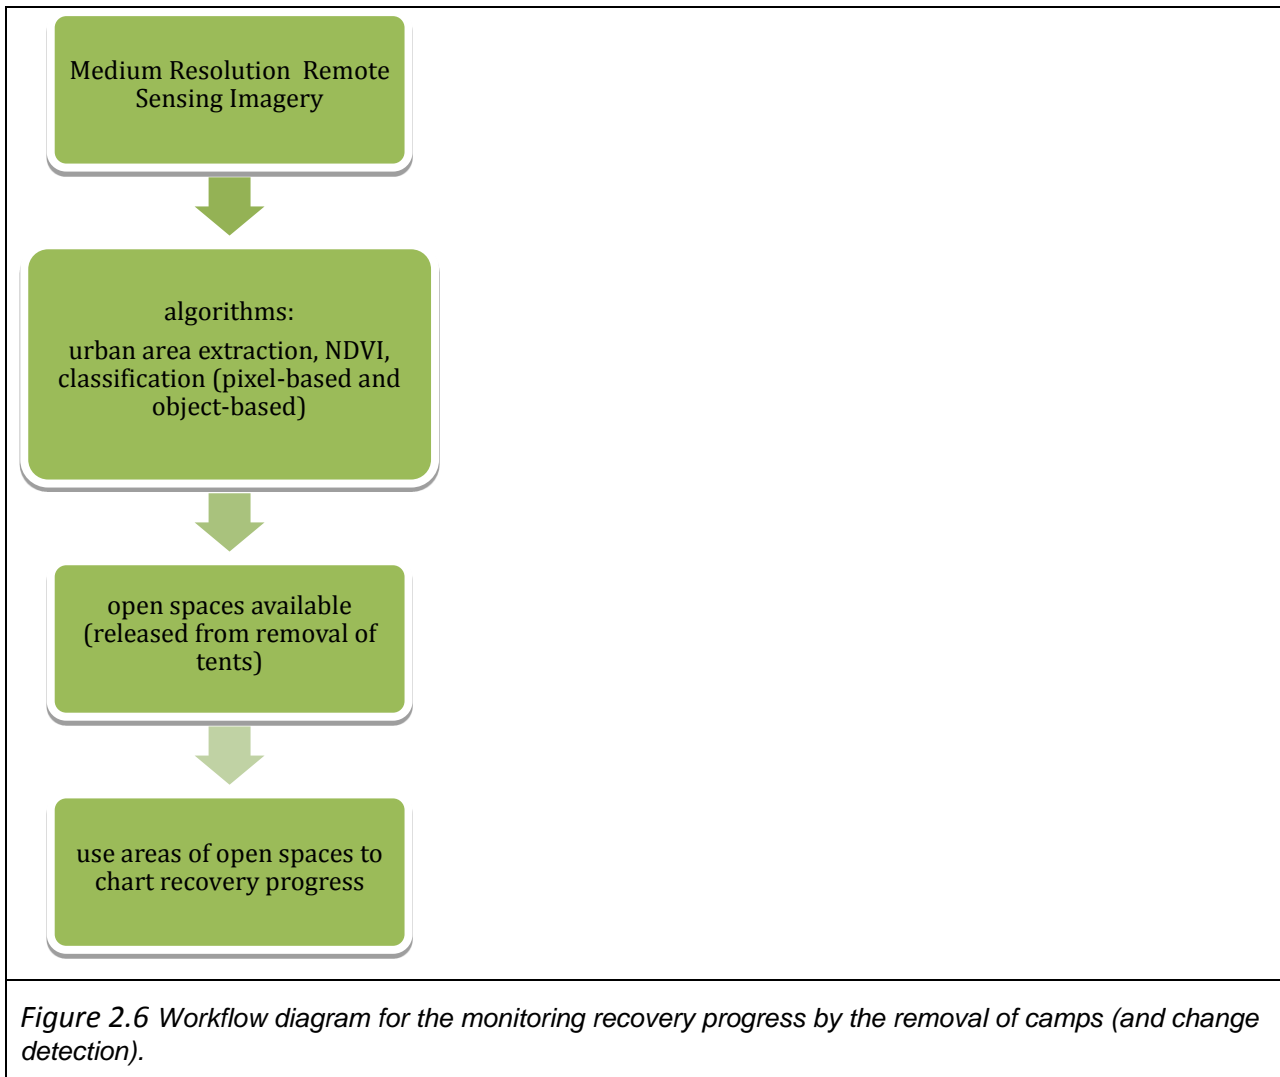 Medium Resolution  Remote
Sensing Imagery
algorithms:
urban area extraction, NDVI,
classification (pixel-based and
object-based)
open spaces available
(released from removal of
tents)
use areas of open spaces to
chart recovery progress
Figure 2.6 Workflow diagram for the monitoring recovery progress by the removal of camps (and change
detection).